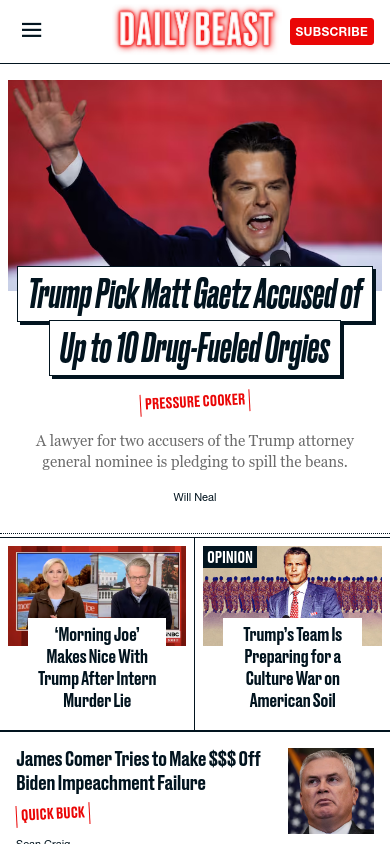 DAILY BEAST
SUBSCRIBE
Trump Pick Matt Gaetz Accused of
Up to 10 Drug-Fueled Orgies
PRESSURE COOKER
A lawyer for two accusers of the Trump attorney
general nominee is pledging to spill the beans.
Will Neal
‘Morning Joe’
Makes Nice With
Trump After Intern
Murder Lie
OPINION
Trump’s Team Is
Preparing for a
Culture War on
American Soil
James Comer Tries to Make $$$ Off
Biden Impeachment Failure
QUICK BUCK
Sean Craig